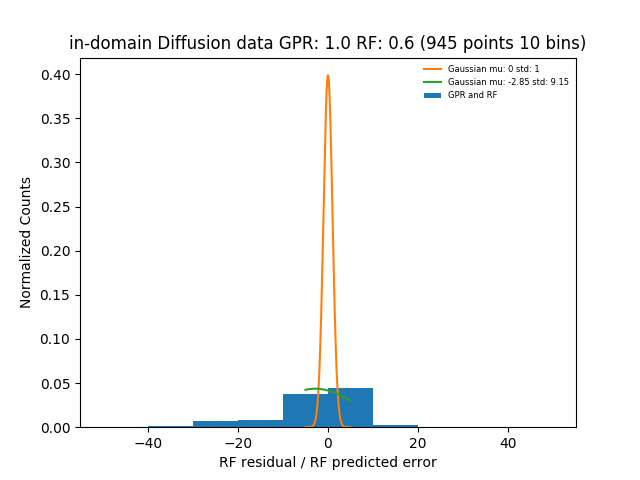 in-domain Diffusion data GPR: 1.0 RF: 0.6 (945 points 10 bins)
Gaussian mu: 0 std: 1
Gaussian mu: -2.85 std: 9.15
GPR and RF
Normalized Counts
0.40
0.35
0.30
0.25
0.20
0.15
0.10
0.05
0.00
−40 −20 0 20 40
RF residual / RF predicted error